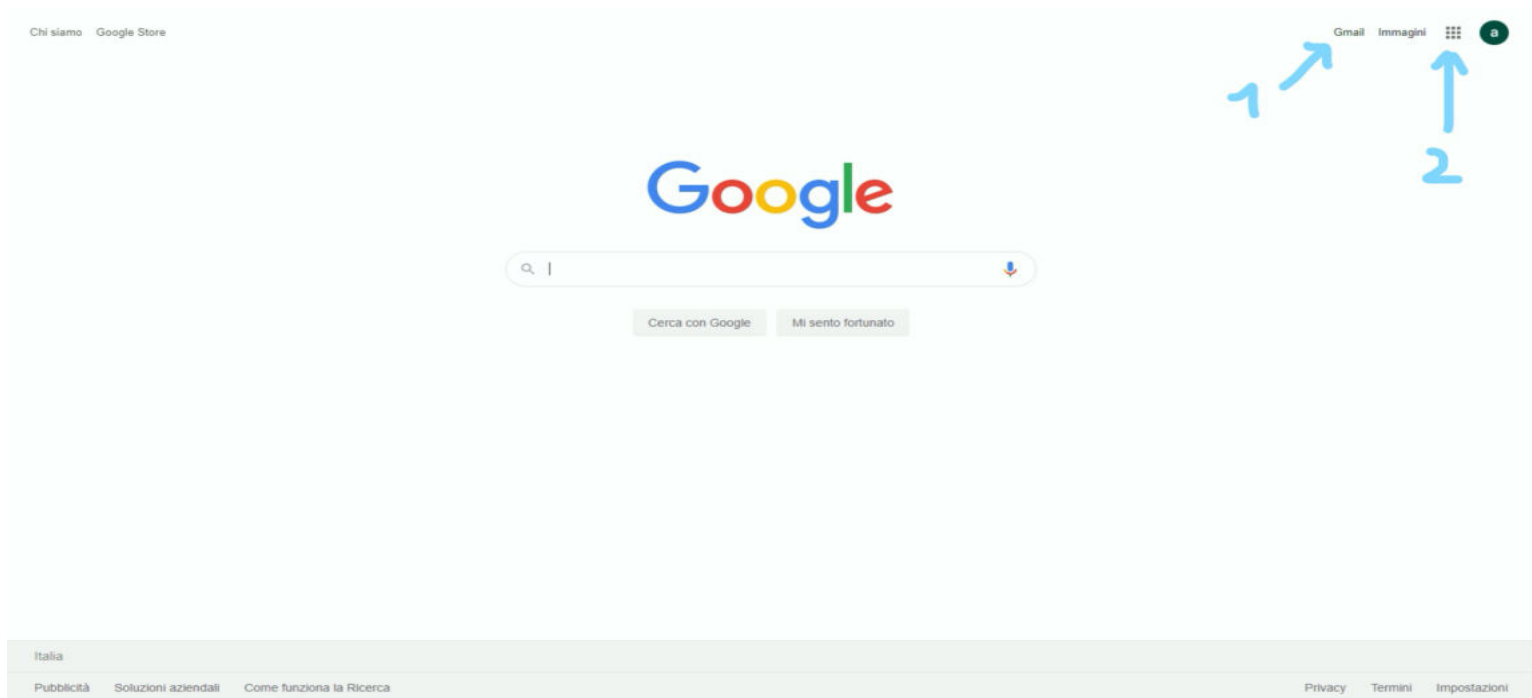 Chi siamo Google Store Gmail Immagini a
1
2
Google
Cerca con Google Mi sento fortunato
Italia
Pubblicità Soluzioni aziendali Come funziona la Ricerca Privacy Termini Impostazioni